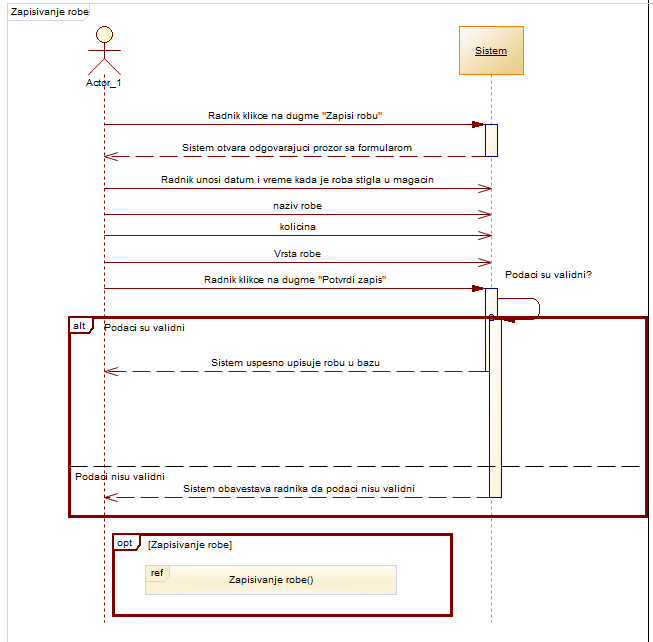 Zapisivanje robe
Sistem
Actor_1
Radnik klikce na dugme "Zapisi robu"
Sistem otvara odgovarajuci prozor sa formularom
Radnik unosi datum i vreme kada je roba stigla u magacin
naziv robe
kolicina
Vrsta robe
Podaci su validni?
Radnik klikce na dugme "Potvrdi zapis"
alt
Podaci su validni
Sistem uspesno upisuje robu u bazu
Podaci nisu validni
Sistem obavestava radnika da podaci nisu validni
opt
[Zapisivanje robe]
ref
Zapisivanje robe()